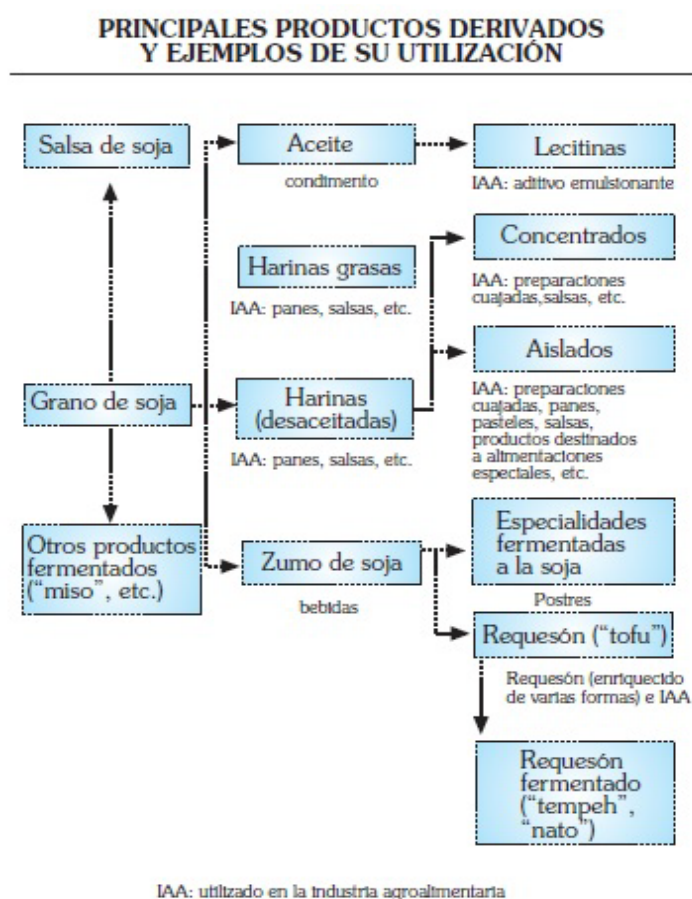 PRINCIPALES PRODUCTOS DERIVADOS
Y EJEMPLOS DE SU UTILIZACIÓN
Salsa de soja
Aceite
condimento
Lecitinas
IAA: aditivo emulsionante
Harinas grasas
IAA: panes, salsas, etc.
Concentrados
IAA: preparaciones
cuajadas,salsas, etc.
Aislados
IAA: preparaciones
cuajadas, panes,
pasteles, salsas,
productos destinados
a alimentaciones
especiales, etc.
Grano de soja
Harinas
(desaceitadas)
IAA: panes, salsas, etc.
Otros productos
fermentados
("miso", etc.)
Zumo de soja
bebidas
Especialidades
fermentadas
a la soja
Postres
Requesón ("tofu")
Requesón (enriquecido
de varias formas) e IAA
Requesón
fermentado
("tempeh",
"nato")
IAA: utilizado en la industria agroalimentaria